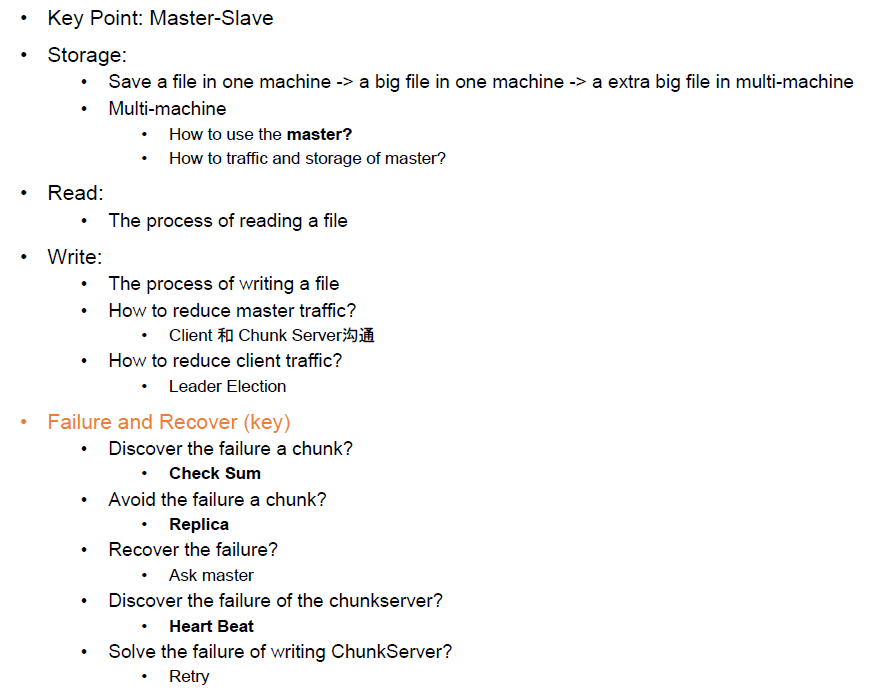 • Key Point: Master-Slave
• Storage:
• Save a file in one machine -> a big file in one machine -> a extra big file in multi-machine
• Multi-machine
• How to use the master?
• How to traffic and storage of master?
• Read:
• The process of reading a file
• Write:
• The process of writing a file
• How to reduce master traffic?
• Client 和 Chunk Server沟通
• How to reduce client traffic?
• Leader Election
• Failure and Recover (key)
• Discover the failure a chunk?
• Check Sum
• Avoid the failure a chunk?
• Replica
• Recover the failure?
• Ask master
• Discover the failure of the chunkserver?
• Heart Beat
• Solve the failure of writing ChunkServer?
• Retry